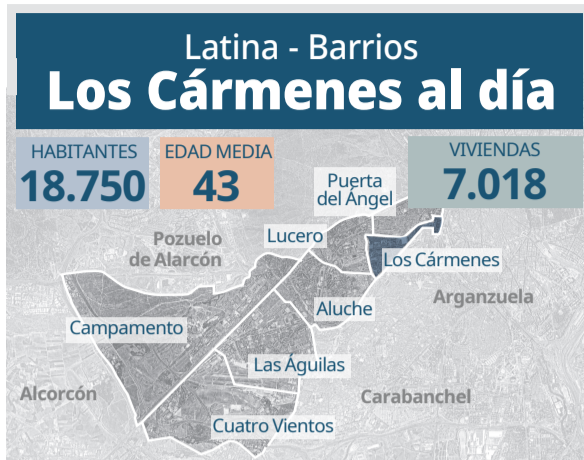 Latina - Barrios
Los Cármenes al día
HABITANTES
18.750
EDAD MEDIA
43
VIVIENDAS
7.018
Puerta
del Ángel
Lucero
Pozuelo
de Alarcón
Los Cármenes
Arganzuela
Aluche
Campamento
Las Águilas
Alcorcón
Carabanchel
Cuatro Vientos